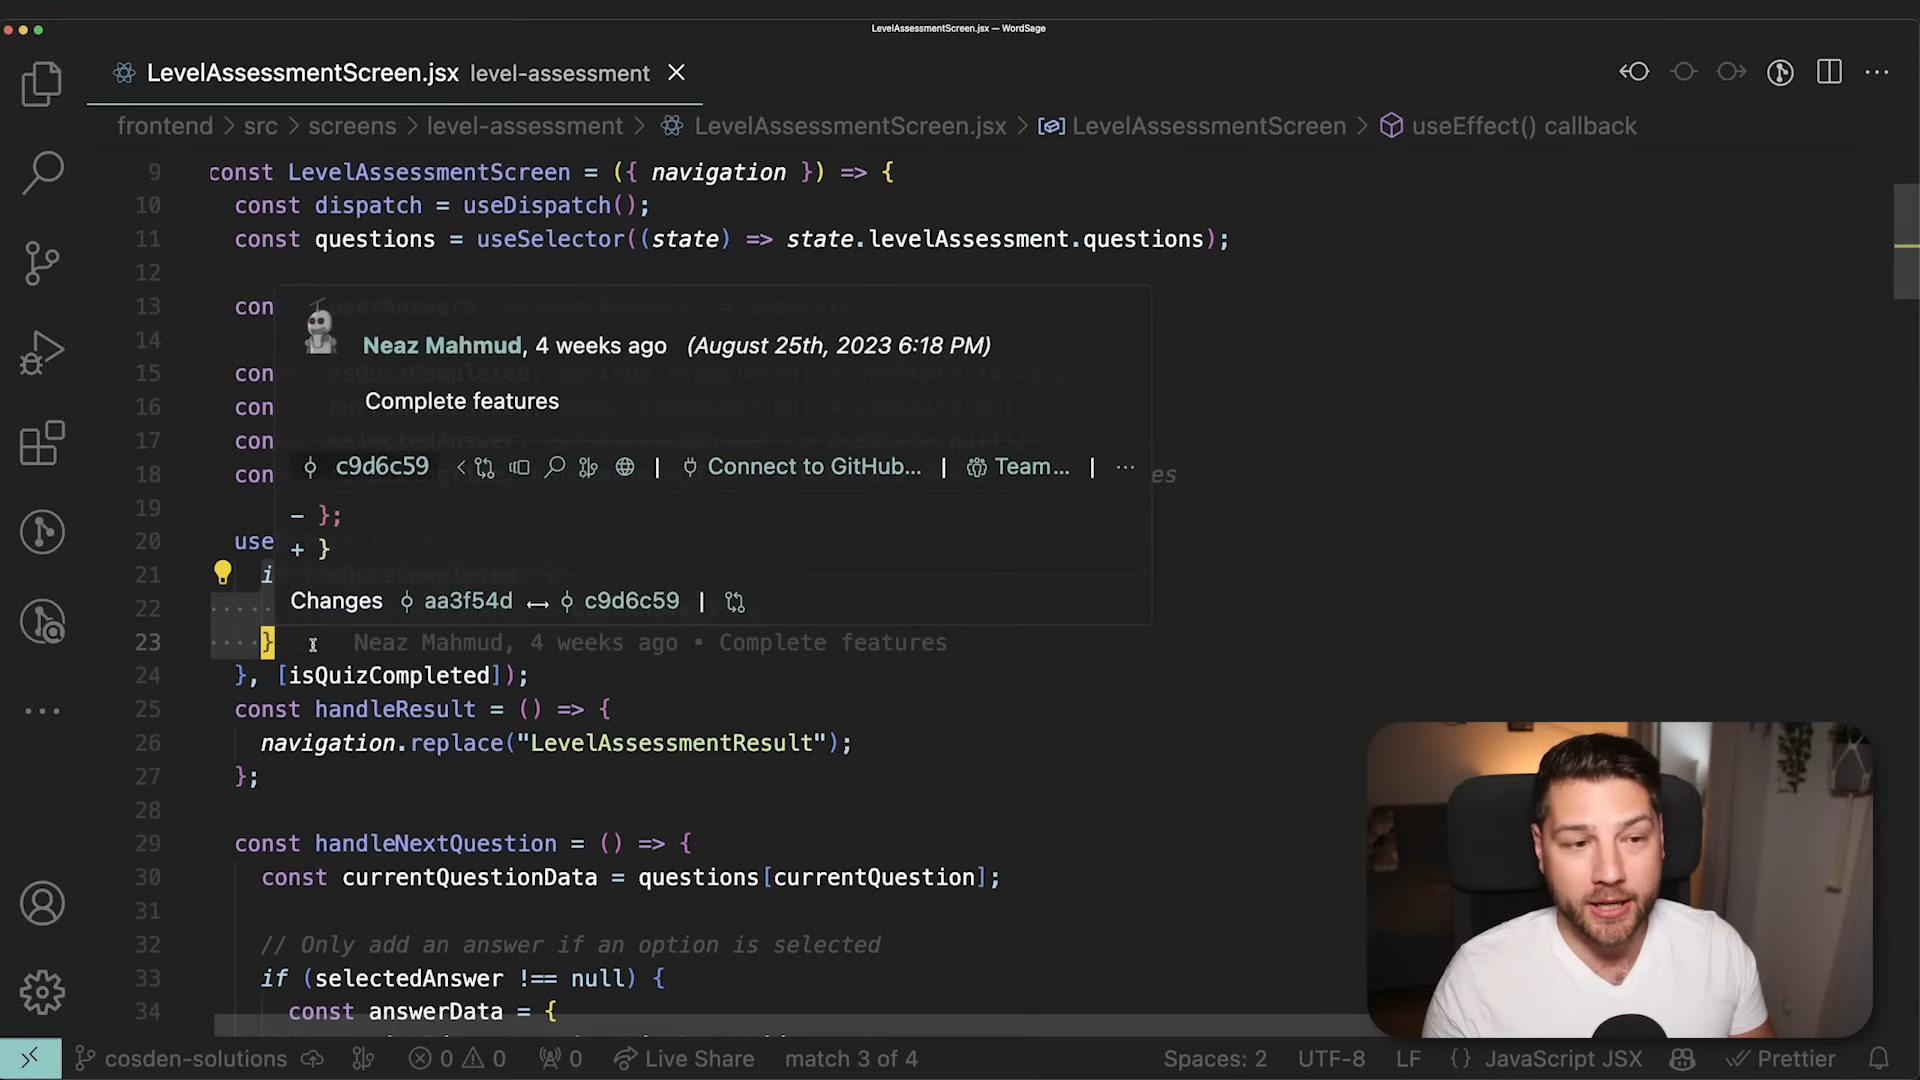 LevelAssessmentScreen.jsx — WordSage
LevelAssessmentScreen.jsx level-assessment
frontend > src > screens > level-assessment > LevelAssessmentScreen.jsx > LevelAssessmentScreen > useEffect() callback
9 const LevelAssessmentScreen = ({ navigation }) => {
10 const dispatch = useDispatch();
11 const questions = useSelector((state) => state.levelAssessment.questions);
12
13 con
Neaz Mahmud, 4 weeks ago (August 25th, 2023 6:18 PM)
14
15 con
Complete features
16 con
17 con
c9d6c59 | Connect to GitHub... | Team... | ...
18 con es
19
- };
20 use
+ }
21 i
Changes aa3f54d ↔ c9d6c59 |
22
23 } Neaz Mahmud, 4 weeks ago • Complete features
24 }, [isQuizCompleted]);
25 const handleResult = () => {
26 navigation.replace("LevelAssessmentResult");
27 };
28
29 const handleNextQuestion = () => {
30 const currentQuestionData = questions[currentQuestion];
31
32 // Only add an answer if an option is selected
33 if (selectedAnswer !== null) {
34 const answerData = {
cosden-solutions 0 0 0 Live Share match 3 of 4 Spaces: 2 UTF-8 LF {} JavaScript JSX Prettier